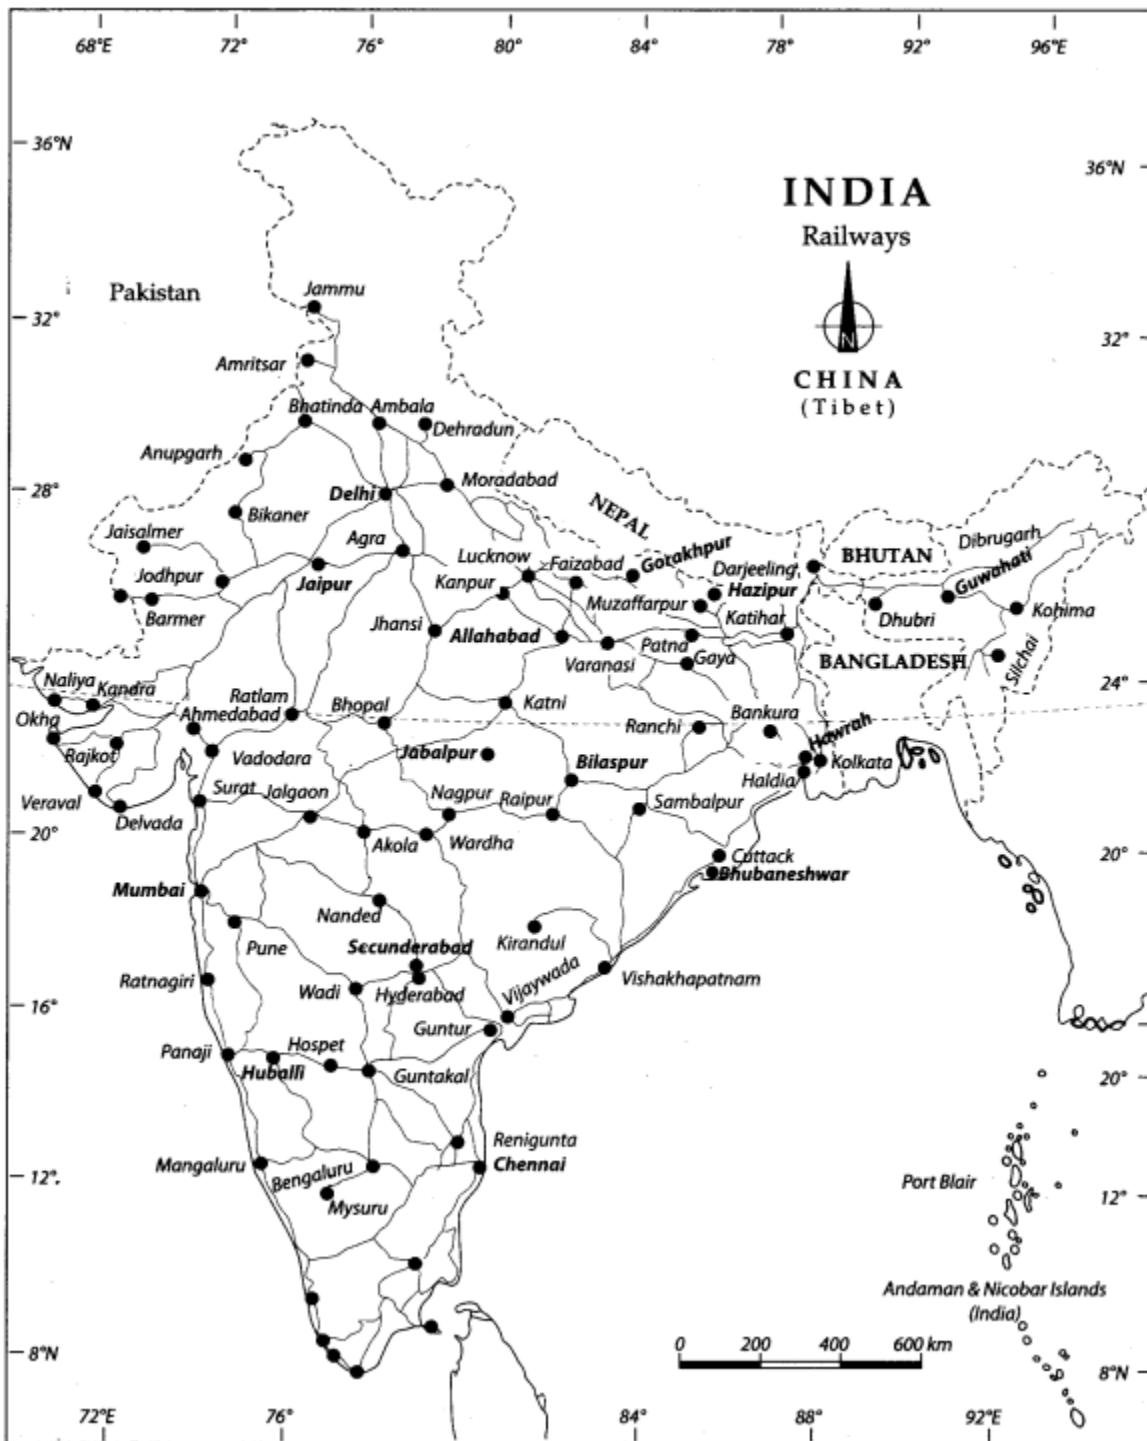 68°E 72° 76° 80° 84° 78° 92° 96°E
36°N
36°N
INDIA
Railways
N
CHINA
(Tibet)
Pakistan
Jammu
32°
32°
Amritsar
Bhatinda Ambala
Dehradun
Anupgarh
Moradabad
28°
28°
Delhi
NEPAL
Bikaner
Jaisalmer
Agra
Lucknow
Faizabad
Gorakhpur
Darjeeling
BHUTAN
Dibrugarh
Jodhpur
Jaipur
Kanpur
Muzaffarpur
Hazipur
Guwahati
Barmer
Jhansi
Allahabad
Katihar
Dhubri
Kohima
Varanasi
Patna
Gaya
BANGLADESH
Silchai
Naliya
Kandra
24°
24°
Okha
Ratlam
Ahmedabad
Bhopal
Katni
Ranchi
Bankura
Hawrah
Rajkot
Vadodara
Jabalpur
Bilaspur
Kolkata
Haldia
Veraval
Surat
Jalgaon
Nagpur
Raipur
Sambalpur
Delvada
20°
20°
Akola
Wardha
Cuttack
Bhubaneshwar
Mumbai
Nanded
Pune
Secunderabad
Kirandul
Ratnagiri
Wadi
Hyderabad
Vijaywada
Vishakhapatnam
16°
16°
Guntur
Panaji
Hospet
Huballi
Guntakal
20°
Renigunta
Mangaluru
Bengaluru
Chennai
12°
Port Blair
12°
Mysuru
Andaman & Nicobar Islands
(India)
0 200 400 600 km
8°N
8°N
72°E 76° 84° 88° 92°E